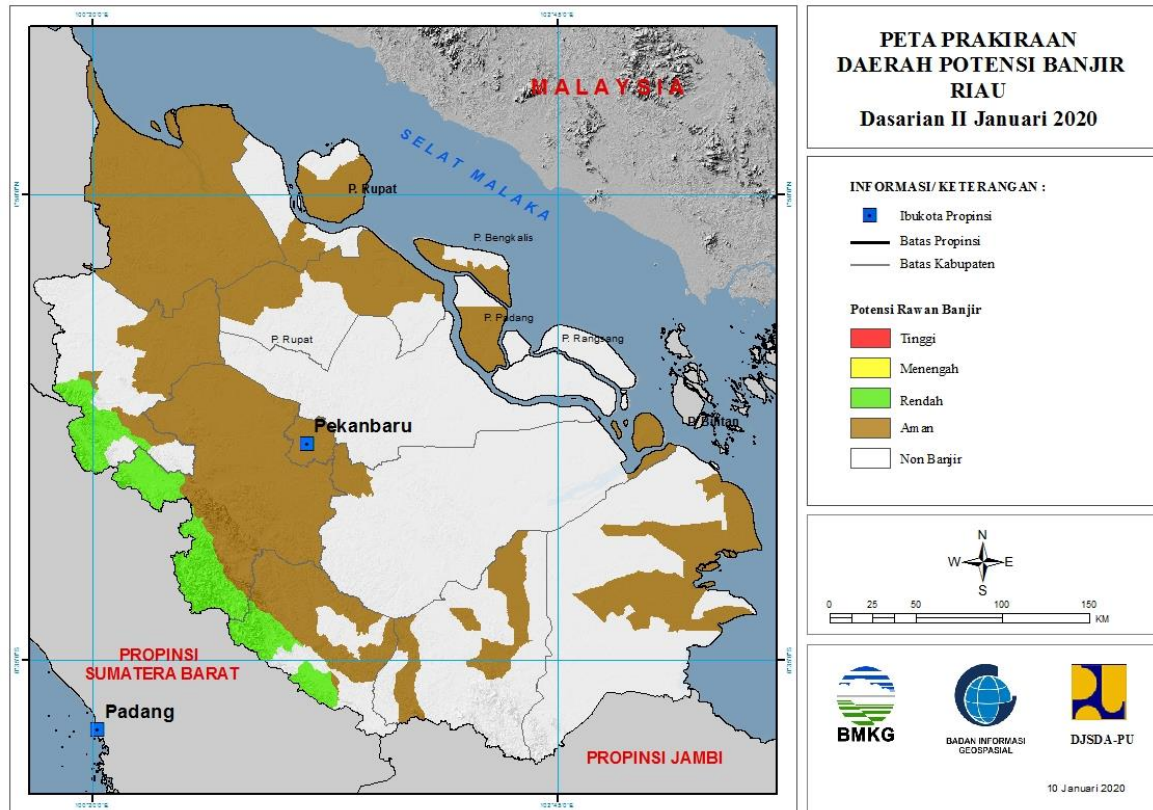 PETA PRAKIRAAN
DAERAH POTENSI BANJIR
RIAU
Dasarian II Januari 2020
MALAYSIA
SELAT MALAKA
P. Rupat
P. Bengkalis
P. Padang
P. Rupat
P. Rangsang
P. Bintan
Pekanbaru
PROPINSI
SUMATERA BARAT
Padang
PROPINSI JAMBI
INFORMASI/ KETERANGAN :
Ibukota Propinsi
Batas Propinsi
Batas Kabupaten
Potensi Rawan Banjir
Tinggi
Menengah
Rendah
Aman
Non Banjir
N
W E
S
0 25 50 100 150
KM
BMKG
BADAN INFORMASI
GEOSPASIAL
DJSDA-PU
10 Januari 2020